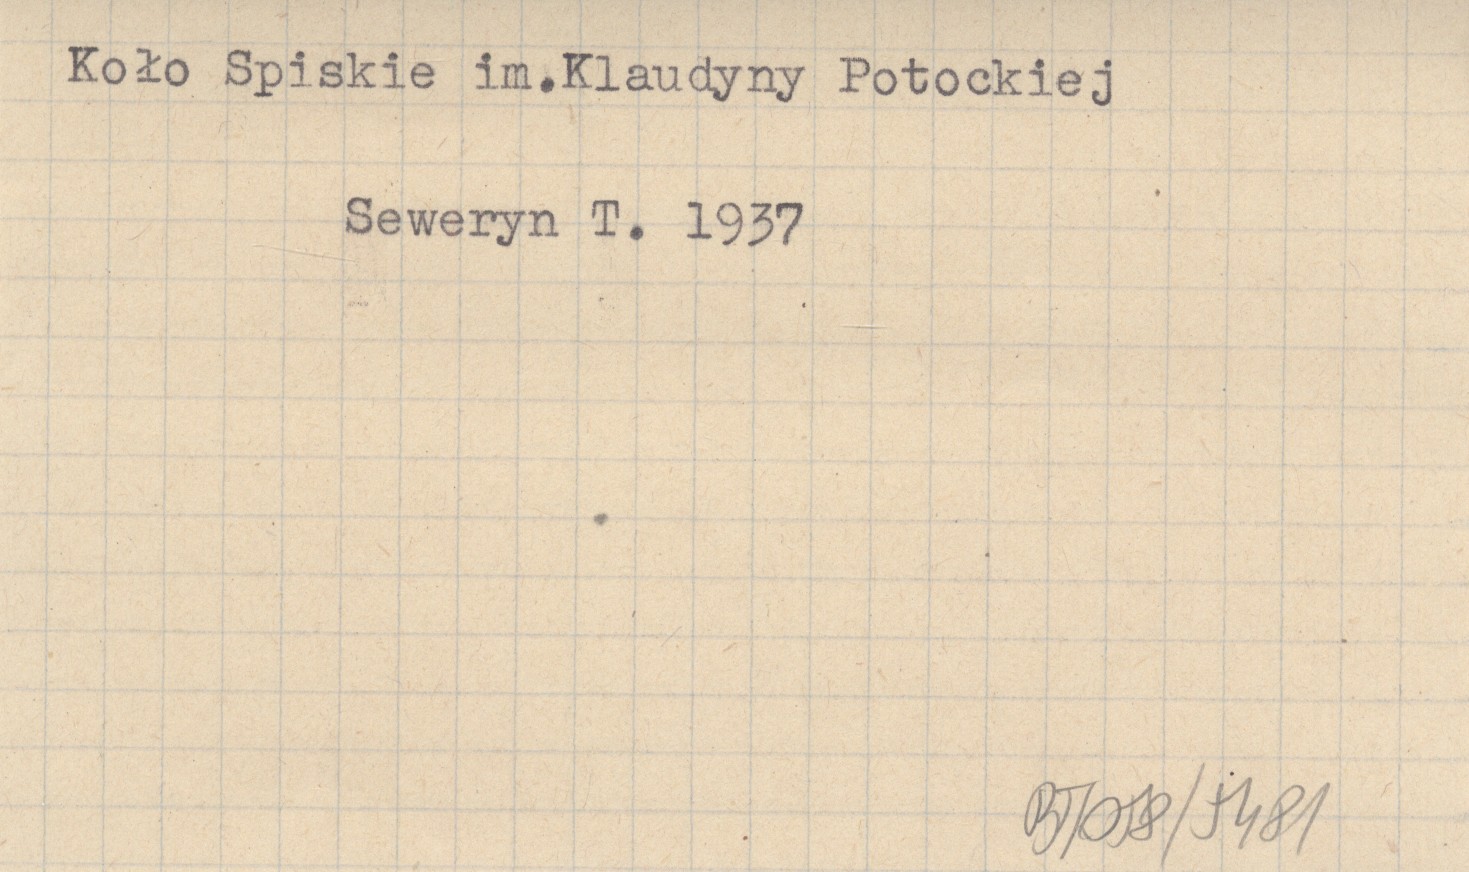 Koło Spiskie im.Klaudyny Potockiej
Seweryn T. 1937